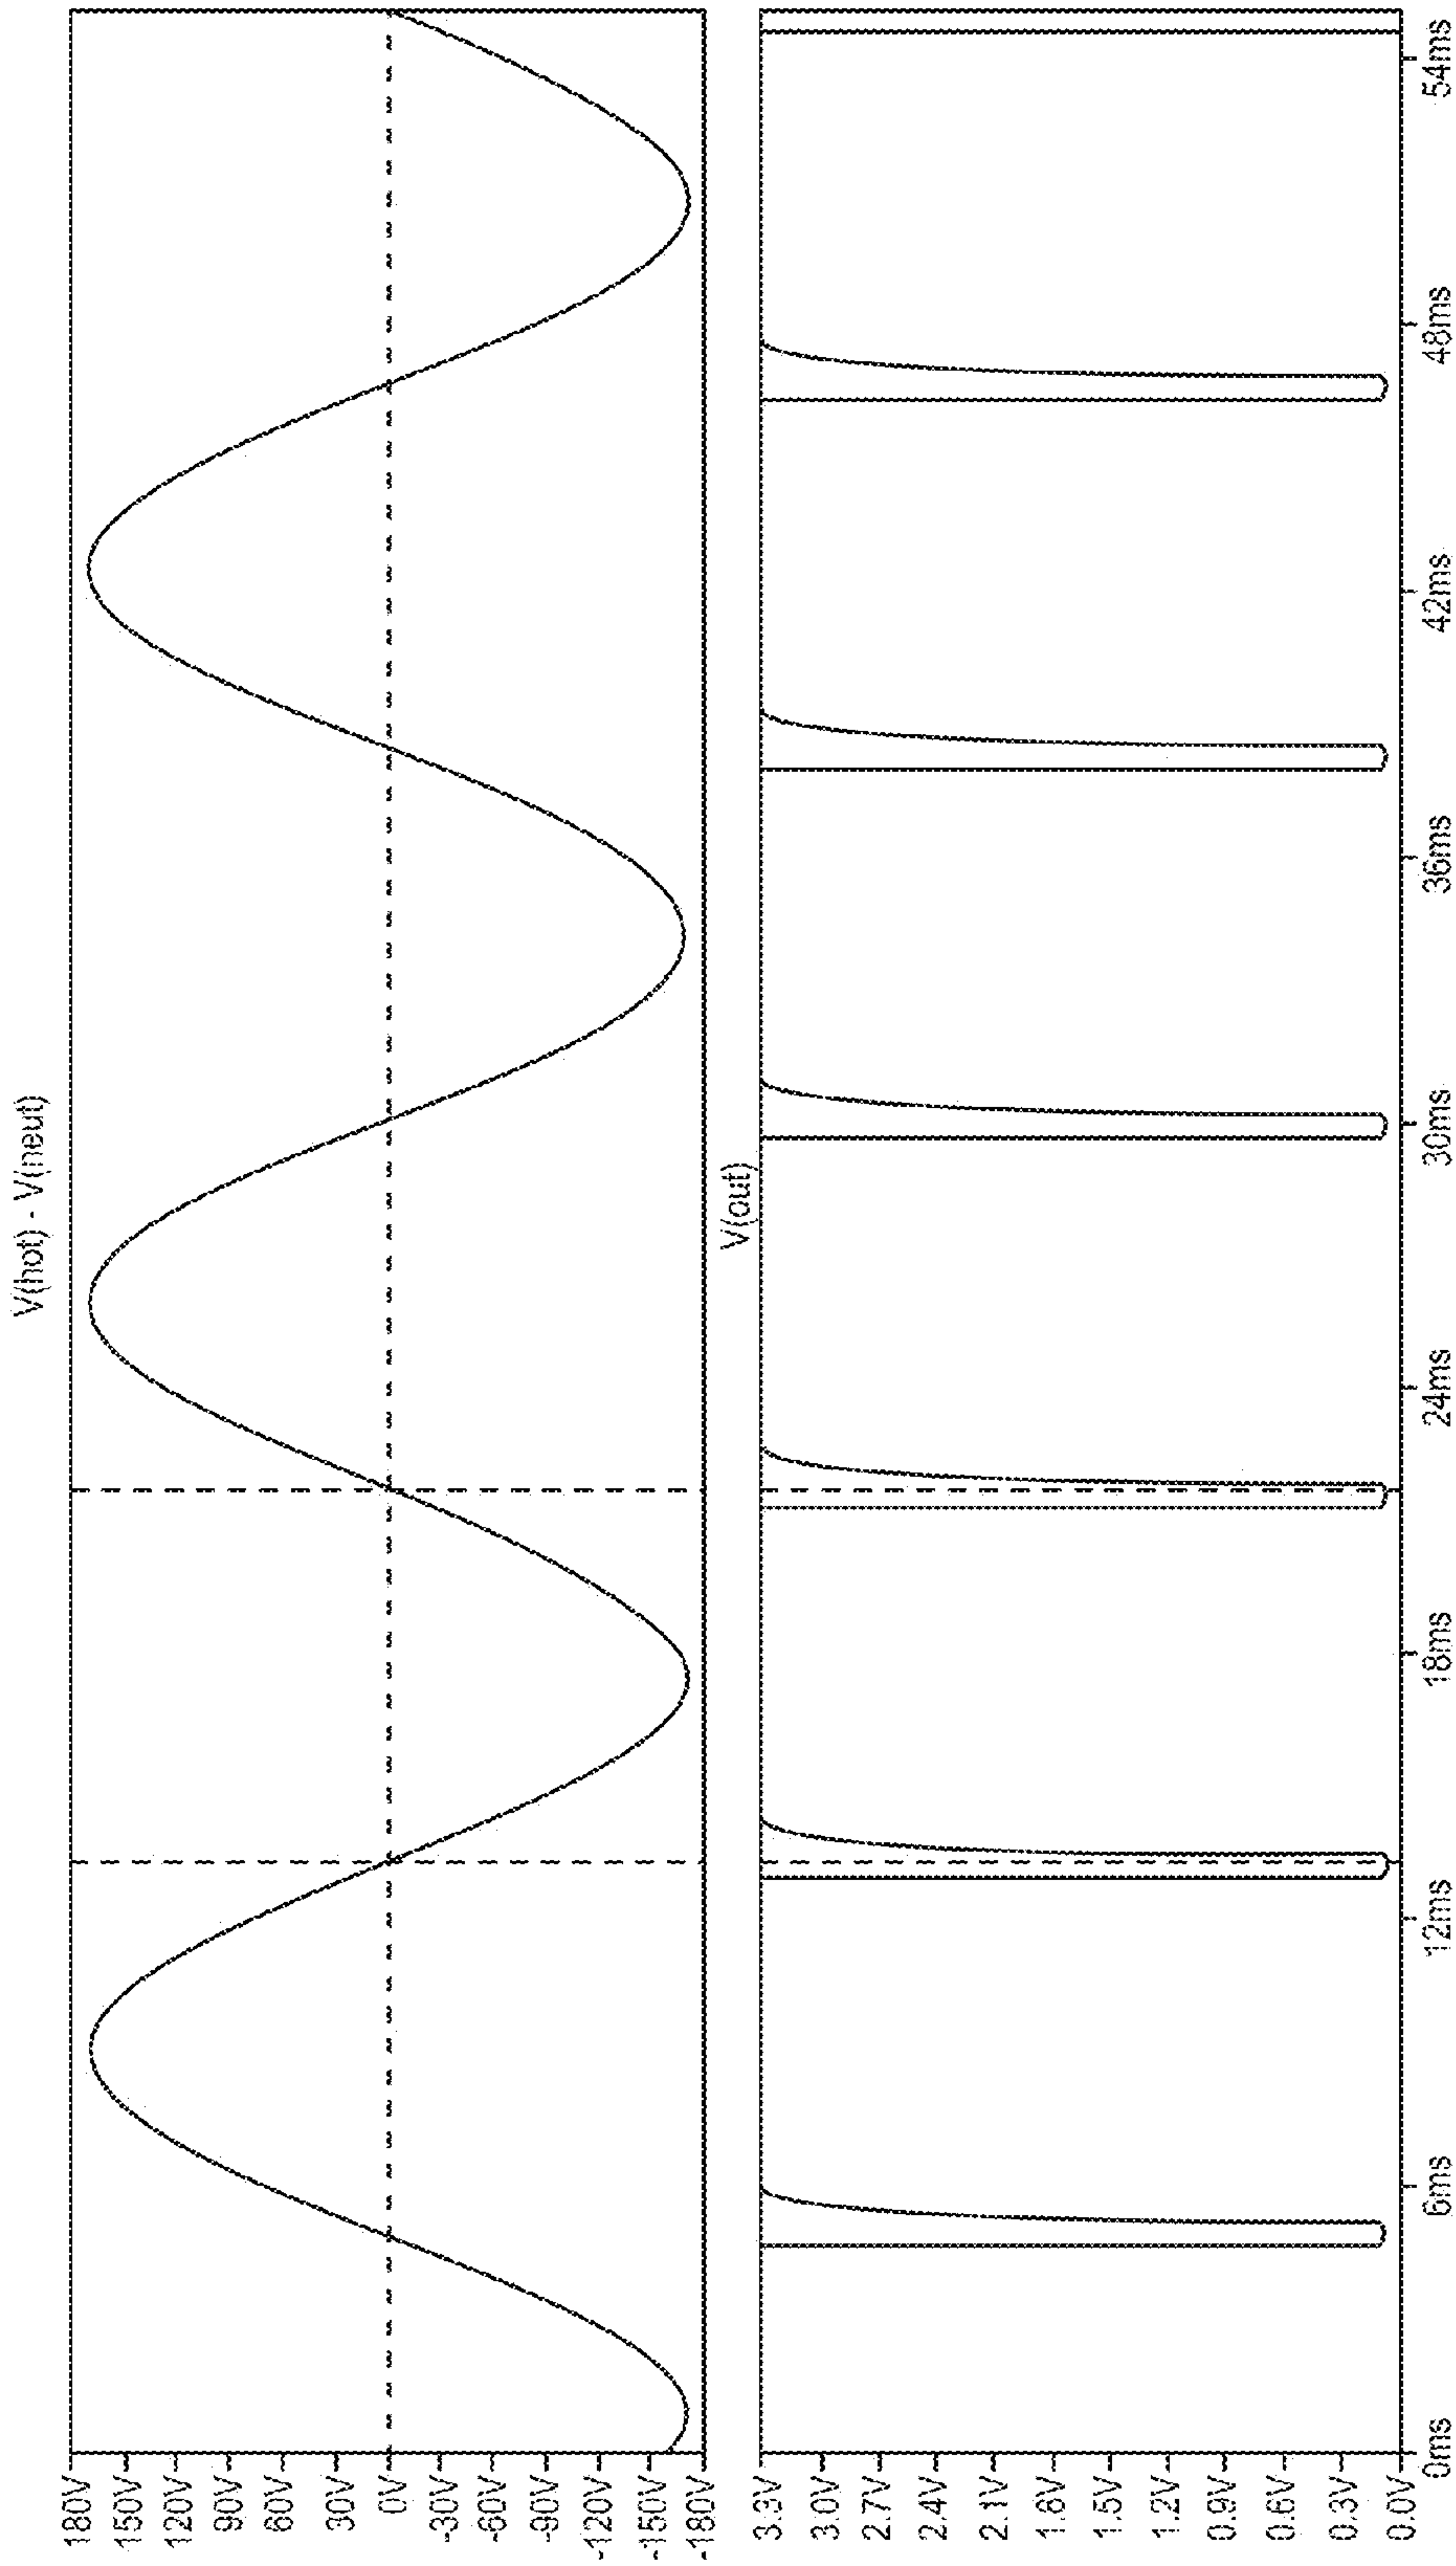 V(hot) - V(neut)
180V
150V
120V
90V
60V
30V
0V
-30V
-60V
-90V
-120V
-150V
-180V
V(out)
3.3V
3.0V
2.7V
2.4V
2.1V
1.8V
1.5V
1.2V
0.9V
0.6V
0.3V
0.0V
0ms 6ms 12ms 18ms 24ms 30ms 36ms 42ms 48ms 54ms